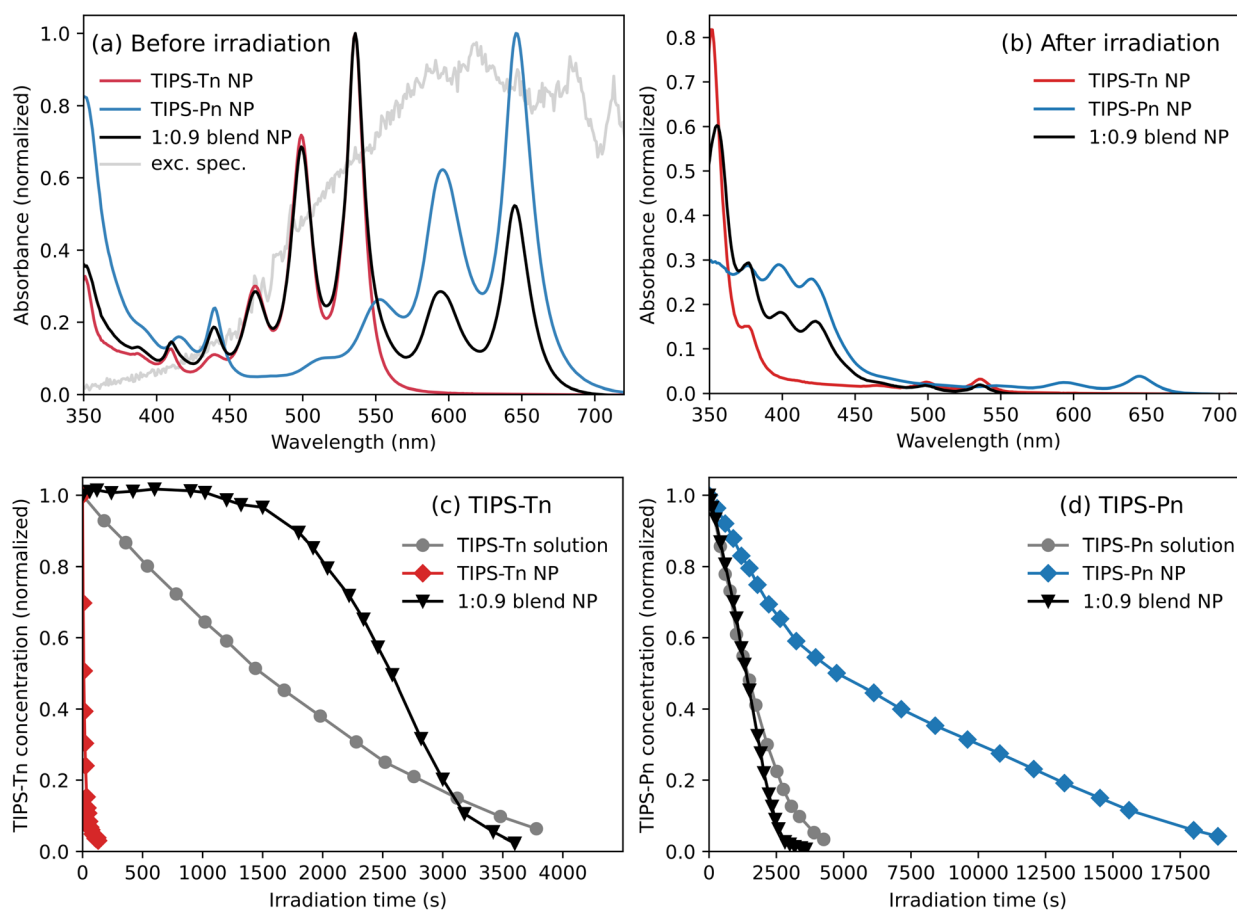 (a) Before irradiation
TIPS-Tn NP
TIPS-Pn NP
1:0.9 blend NP
exc. spec.
Absorbance (normalized)
1.0
0.8
0.6
0.4
0.2
0.0
350 400 450 500 550 600 650 700
Wavelength (nm)
(b) After irradiation
TIPS-Tn NP
TIPS-Pn NP
1:0.9 blend NP
Absorbance (normalized)
0.8
0.7
0.6
0.5
0.4
0.3
0.2
0.1
0.0
350 400 450 500 550 600 650 700
Wavelength (nm)
(c) TIPS-Tn
TIPS-Tn solution
TIPS-Tn NP
1:0.9 blend NP
TIPS-Tn concentration (normalized)
1.0
0.8
0.6
0.4
0.2
0.0
0 500 1000 1500 2000 2500 3000 3500 4000
Irradiation time (s)
(d) TIPS-Pn
TIPS-Pn solution
TIPS-Pn NP
1:0.9 blend NP
TIPS-Pn concentration (normalized)
1.0
0.8
0.6
0.4
0.2
0.0
0 2500 5000 7500 10000 12500 15000 17500
Irradiation time (s)